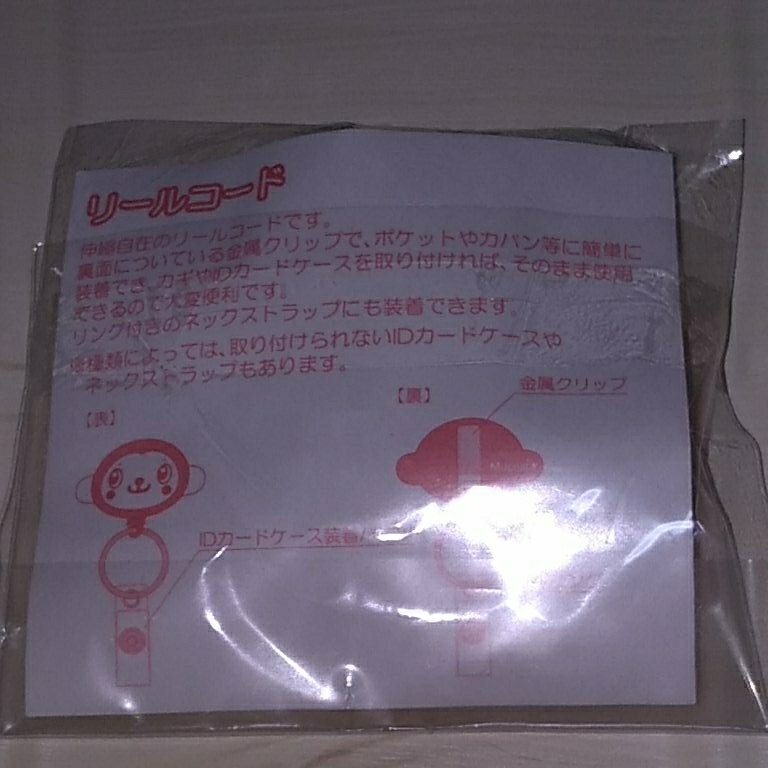 リールコード
伸縮自在のリールコードです。
裏面についている金属クリップで、ポケットやカバン等に簡単に
装着でき、カギやIDカードケースを取り付ければ、そのまま使用
できるので大変便利です。
リング付きのネックストラップにも装着できます。
※種類によっては、取り付けられないIDカードケースや
ネックストラップもあります。
【表】
【裏】
金属クリップ
IDカードケース装着